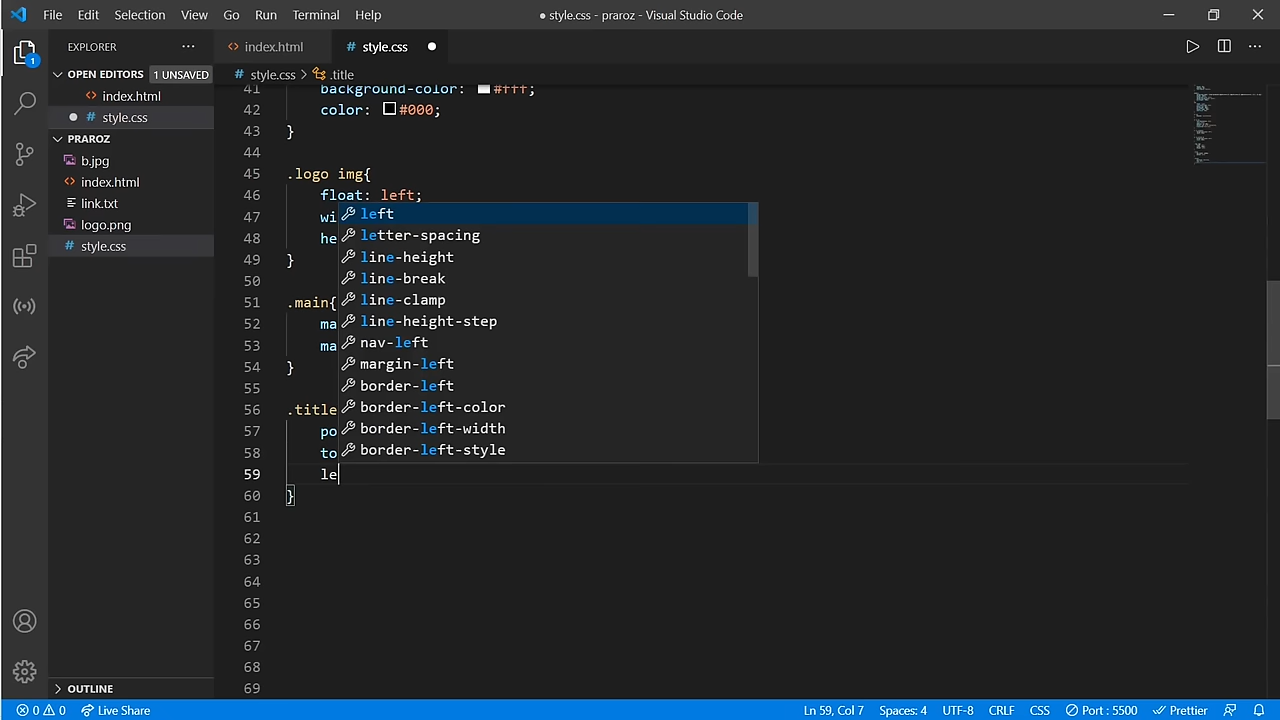 File Edit Selection View Go Run Terminal Help ● style.css - praroz - Visual Studio Code
EXPLORER ···
index.html # style.css ●
OPEN EDITORS 1 UNSAVED
# style.css > .title
index.html
● # style.css
PRAROZ
b.jpg
index.html
link.txt
logo.png
# style.css
OUTLINE
41 background-color: #fff;
42 color: #000;
43 }
44
45 .logo img{
46 float: left;
47 wi
48 he
49 }
50
51 .main{
52 ma
53 ma
54 }
55
56 .title
57 po
58 to
59 le
60 }
61
62
63
64
65
66
67
68
69
left
letter-spacing
line-height
line-break
line-clamp
line-height-step
nav-left
margin-left
border-left
border-left-color
border-left-width
border-left-style
1
0 0 Live Share Ln 59, Col 7 Spaces: 4 UTF-8 CRLF CSS Port : 5500 Prettier